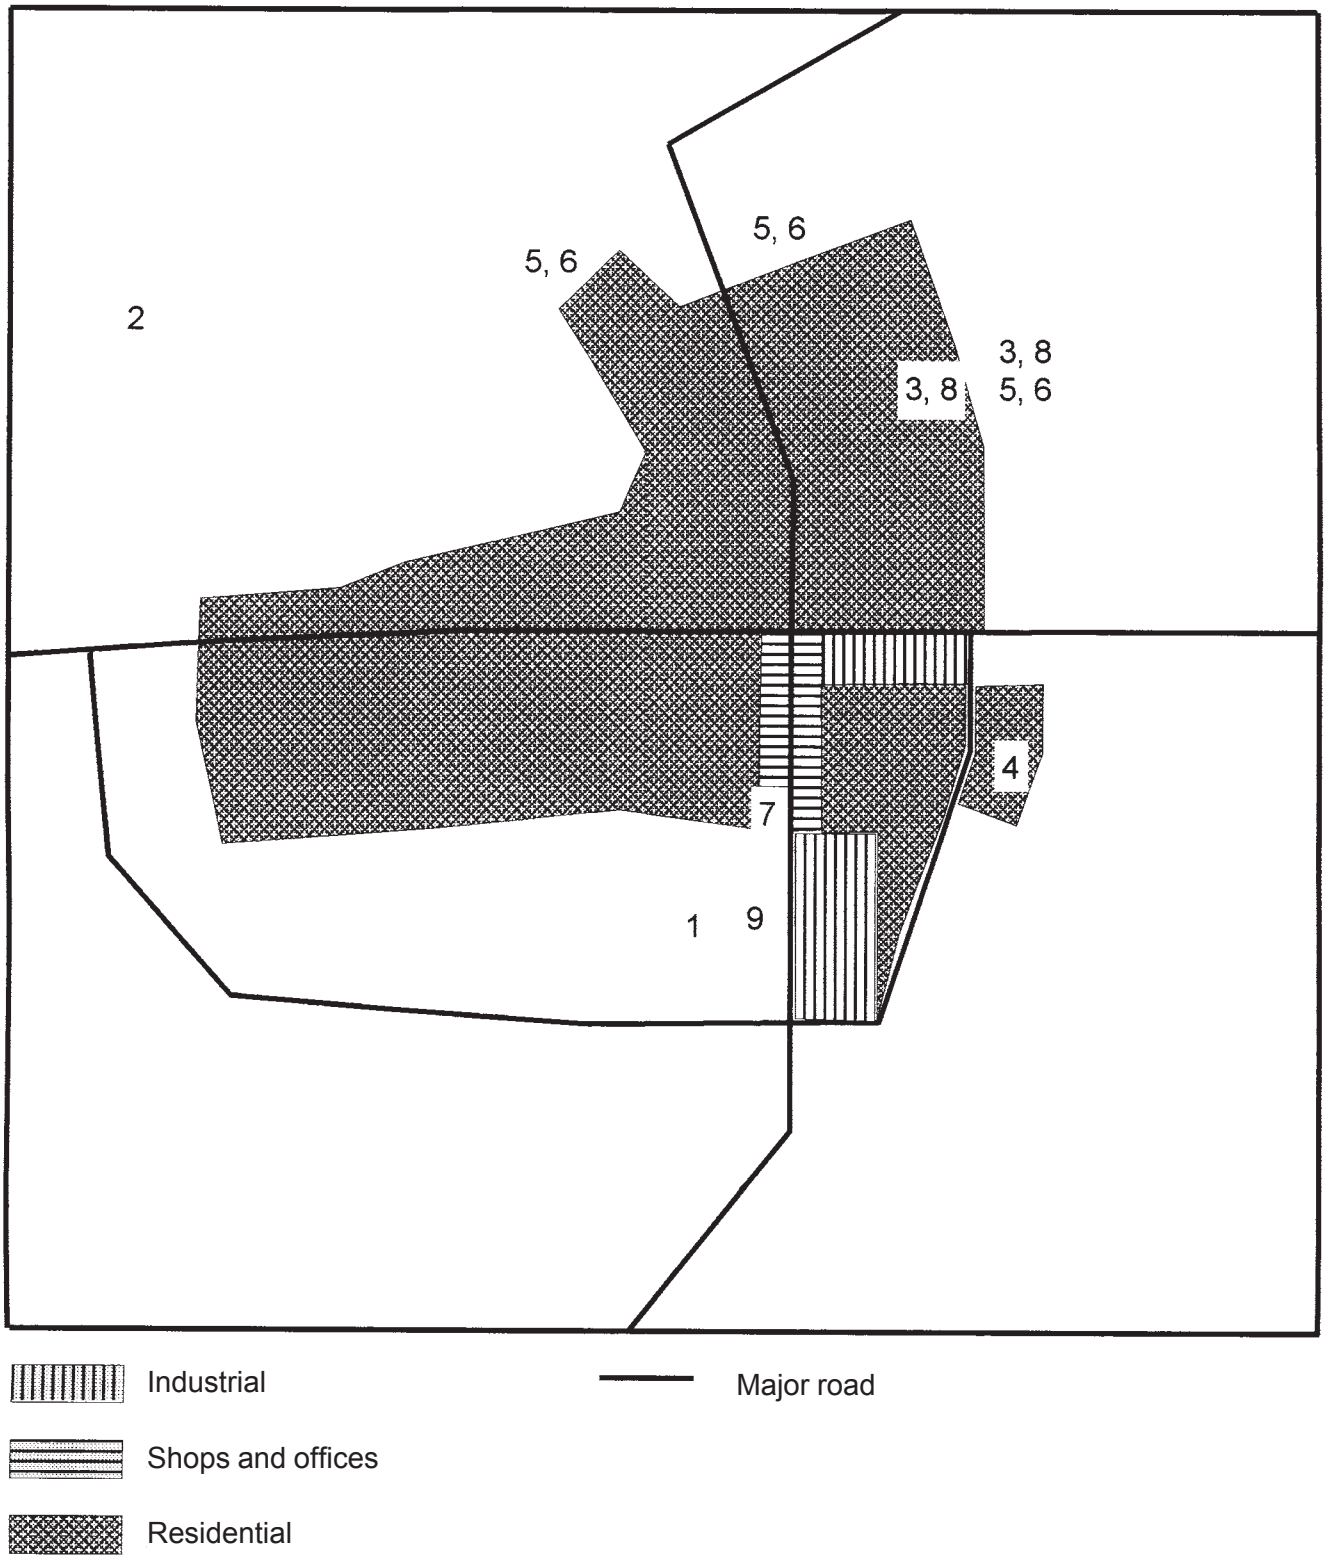 5, 6
5, 6
2
3, 8
3, 8
5, 6
4
7
1
9
Industrial
Major road
Shops and offices
Residential